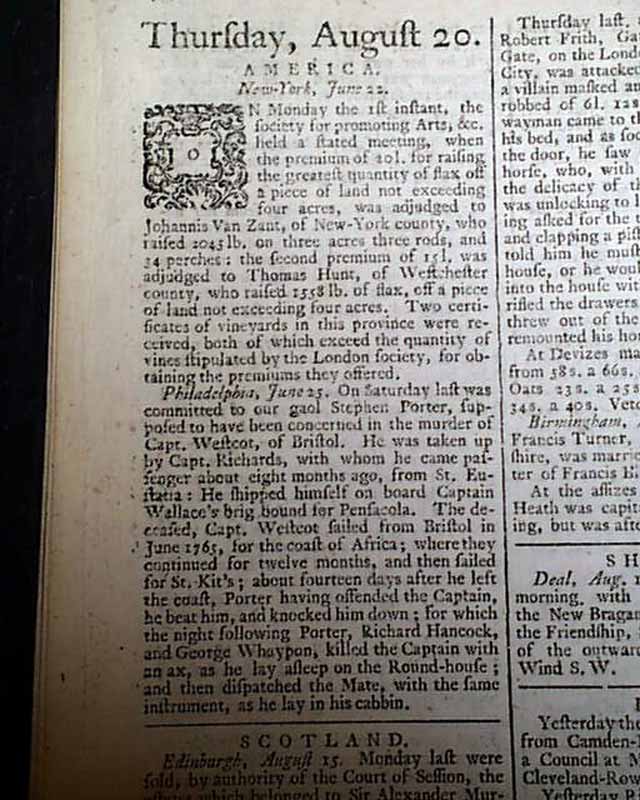 Thurſday, Auguſt 20.
AMERICA.
New-York, June 22.
ON Monday the 1ſt inſtant, the
ſociety for promoting Arts, &c.
held a ſtated meeting, when
the premium of 20l. for raiſing
the greateſt quantity of flax off
a piece of land not exceeding
four acres, was adjudged to
Johannis Van Zant, of New-York county, who
raiſed 2045lb. on three acres three rods, and
34 perches: the ſecond premium of 15l. was
adjudged to Thomas Hunt, of Weſtcheſter
county, who raiſed 1558lb. of flax, off a piece
of land not exceeding four acres. Two certi-
ficates of vineyards in this province were re-
ceived, both of which exceed the quantity of
vines ſtipulated by the London ſociety, for ob-
taining the premiums they offered.
Philadelphia, June 25. On Saturday laſt was
committed to our gaol Stephen Porter, ſup-
poſed to have been concerned in the murder of
Capt. Weſtcot, of Briſtol. He was taken up
by Capt. Richards, with whom he came paſ-
ſenger about eight months ago, from St. Eu-
ſtatia: He ſhipped himſelf on board Captain
Wallace's brig bound for Penſacola. The de-
ceaſed, Capt. Weſtcot ſailed from Briſtol in
June 1765, for the coaſt of Africa; where they
continued for twelve months, and then ſailed
for St. Kit's; about fourteen days after he left
the coaſt, Porter having offended the Captain,
he beat him, and knocked him down; for which
the night following Porter, Richard Hancock,
and George Whaypon, killed the Captain with
an ax, as he lay aſleep on the Round-houſe;
and then diſpatched the Mate, with the ſame
inſtrument, as he lay in his cabbin.
SCOTLAND.
Edinburgh, Auguſt 15. Monday laſt were
ſold, by authority of the Court of Seſſion, the
which belonged to Sir Alexander Mur-
Thurſday laſt,
Robert Frith,
Gate, on the Lond
City, was attacked
a villain maſked an
robbed of 6l. 12s
wayman came to th
his bed, and as ſoo
the door, he ſaw
horſe, who, with
the delicacy of t
was unlocking to l
ing aſked for the
and clapping a piſt
told him he muſt
houſe, or he wou
into the houſe wit
rifled the drawers
threw out of the
remounted his ho
At Devizes ma
from 58s. a 66s.
Oats 23s. a 25s
34s. a 40s. Vetc
Birmingham,
Francis Turner,
ſhire, was marrie
ter of Francis
At the aſſizes
Heath was capit
ing, but was afte
SH
Deal, Aug. 1
morning, with
the New Bragan
the Friendſhip,
of the outward
Wind S. W.
Yeſterday the
from Camden-
a Council at
Cleveland-Row
Yeſterday